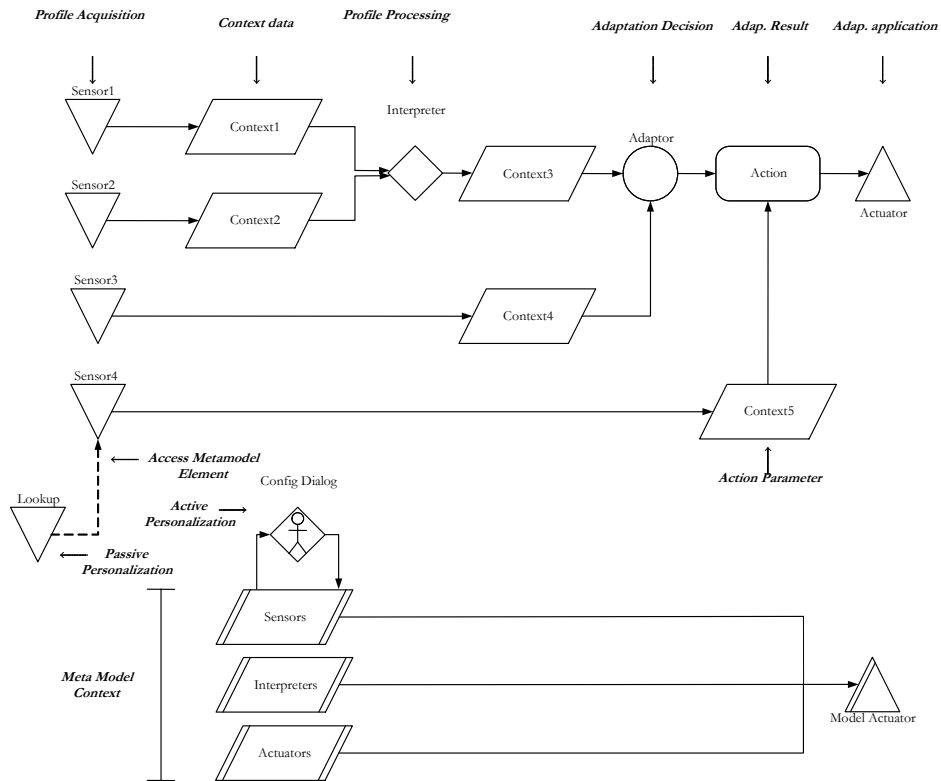 Profile Acquisition
Context data
Profile Processing
Adaptation Decision
Adap. Result
Adap. application
Sensor1
Context1
Interpreter
Sensor2
Context2
Context3
Adaptor
Action
Actuator
Sensor3
Context4
Sensor4
Context5
Access Metamodel
Element
Action Parameter
Lookup
Config Dialog
Active
Personalization
Passive
Personalization
Sensors
Meta Model
Context
Interpreters
Model Actuator
Actuators